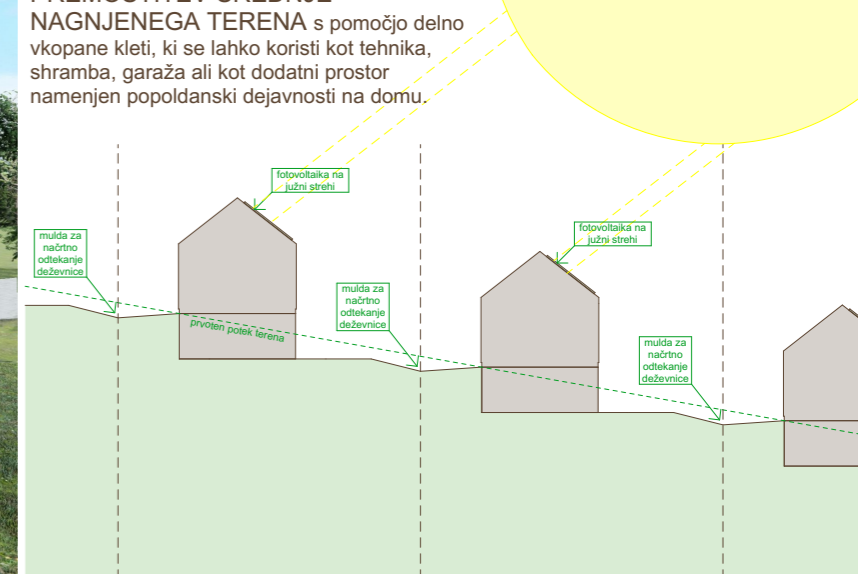 PREMOSTITEV SREDNJE
NAGNJENEGA TERENA s pomočjo delno
vkopane kleti, ki se lahko koristi kot tehnika,
shramba, garaža ali kot dodatni prostor
namenjen popoldanski dejavnosti na domu.
fotovoltaika na
južni strehi
mulda za
načrtno
odtekanje
deževnice
prvoten potek terena
fotovoltaika na
južni strehi
mulda za
načrtno
odtekanje
deževnice
mulda za
načrtno
odtekanje
deževnice